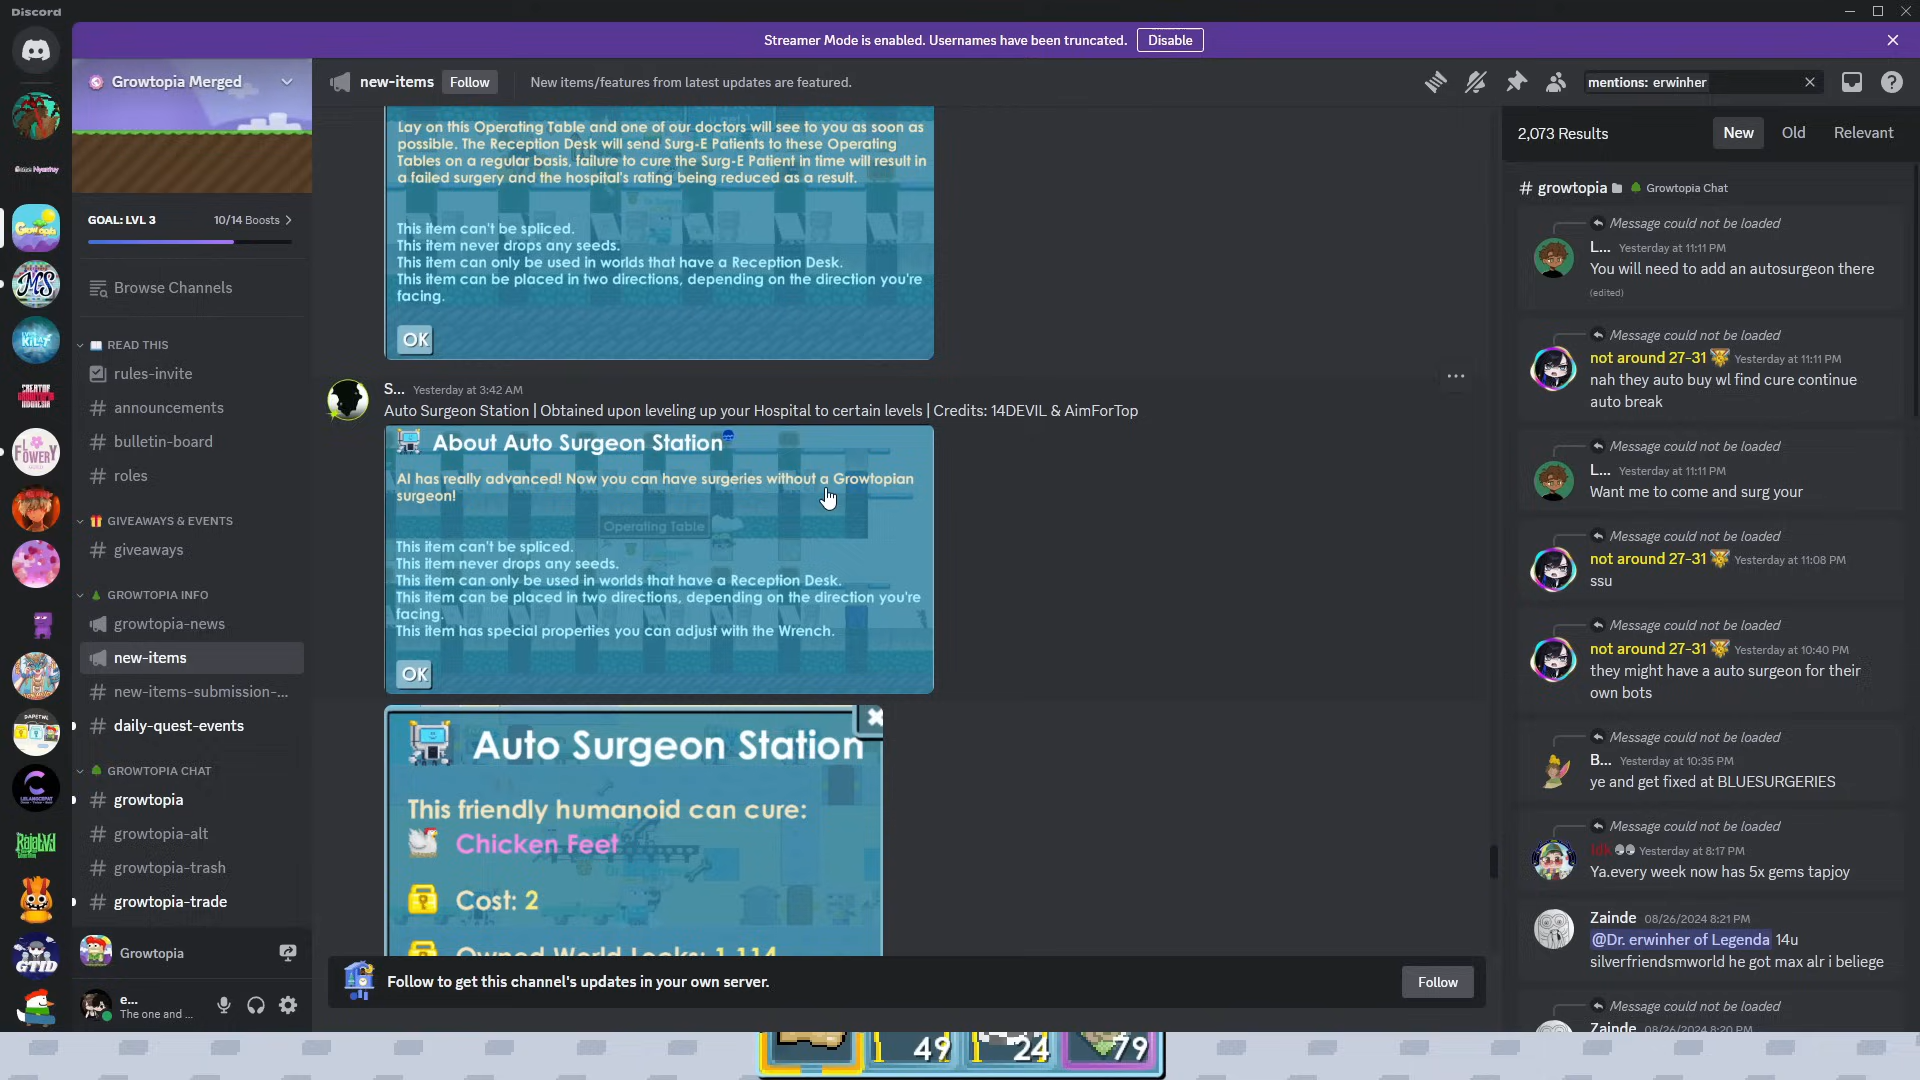 Discord
Streamer Mode is enabled. Usernames have been truncated.
Disable
Growtopia Merged
GOAL: LVL 3
10/14 Boosts
Browse Channels
READ THIS
rules-invite
announcements
bulletin-board
roles
GIVEAWAYS & EVENTS
giveaways
GROWTOPIA INFO
growtopia-news
new-items
new-items-submission-...
daily-quest-events
GROWTOPIA CHAT
growtopia
growtopia-alt
growtopia-trash
growtopia-trade
Growtopia
e...
The one and ...
new-items
Follow
New items/features from latest updates are featured.
mentions: erwinher
Lay on this Operating Table and one of our doctors will see to you as soon as
possible. The Reception Desk will send Surg-E Patients to these Operating
Tables on a regular basis, failure to cure the Surg-E Patient in time will result in
a failed surgery and the hospital's rating being reduced as a result.
This item can't be spliced.
This item never drops any seeds.
This item can only be used in worlds that have a Reception Desk.
This item can be placed in two directions, depending on the direction you're
facing.
OK
S... Yesterday at 3:42 AM
Auto Surgeon Station | Obtained upon leveling up your Hospital to certain levels | Credits: 14DEVIL & AimForTop
About Auto Surgeon Station
AI has really advanced! Now you can have surgeries without a Growtopian
surgeon!
Operating Table
This item can't be spliced.
This item never drops any seeds.
This item can only be used in worlds that have a Reception Desk.
This item can be placed in two directions, depending on the direction you're
facing.
This item has special properties you can adjust with the Wrench.
OK
Auto Surgeon Station
This friendly humanoid can cure:
Chicken Feet
Cost: 2
Owned World Locks: 1,114
Follow to get this channel's updates in your own server.
Follow
49
24
79
2,073 Results
New
Old
Relevant
# growtopia Growtopia Chat
Message could not be loaded
L... Yesterday at 11:11 PM
You will need to add an autosurgeon there
(edited)
Message could not be loaded
not around 27-31 Yesterday at 11:11 PM
nah they auto buy wl find cure continue
auto break
Message could not be loaded
L... Yesterday at 11:11 PM
Want me to come and surg your
Message could not be loaded
not around 27-31 Yesterday at 11:08 PM
ssu
Message could not be loaded
not around 27-31 Yesterday at 10:40 PM
they might have a auto surgeon for their
own bots
Message could not be loaded
B... Yesterday at 10:35 PM
ye and get fixed at BLUESURGERIES
Message could not be loaded
Yesterday at 8:17 PM
Ya.every week now has 5x gems tapjoy
Zainde 08/26/2024 8:21 PM
@Dr. erwinher of Legenda 14u
silverfriendsmworld he got max alr i beliege
Message could not be loaded
Zainde 08/26/2024 8:20 PM